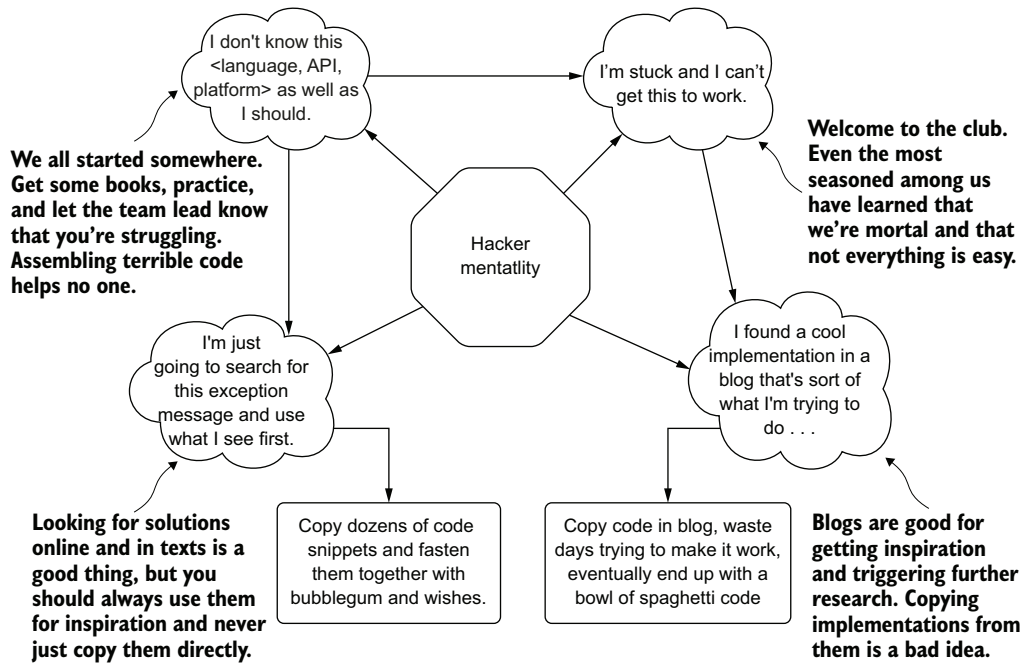 I don't know this
<language, API,
platform> as well as
I should.
I'm stuck and I can't
get this to work.
We all started somewhere.
Get some books, practice,
and let the team lead know
that you're struggling.
Assembling terrible code
helps no one.
Welcome to the club.
Even the most
seasoned among us
have learned that
we're mortal and that
not everything is easy.
Hacker
mentatlity
I'm just
going to search for
this exception
message and use
what I see first.
I found a cool
implementation in a
blog that's sort of
what I'm trying to
do . . .
Looking for solutions
online and in texts is a
good thing, but you
should always use them
for inspiration and never
just copy them directly.
Copy dozens of code
snippets and fasten
them together with
bubblegum and wishes.
Copy code in blog, waste
days trying to make it work,
eventually end up with a
bowl of spaghetti code
Blogs are good for
getting inspiration
and triggering further
research. Copying
implementations from
them is a bad idea.